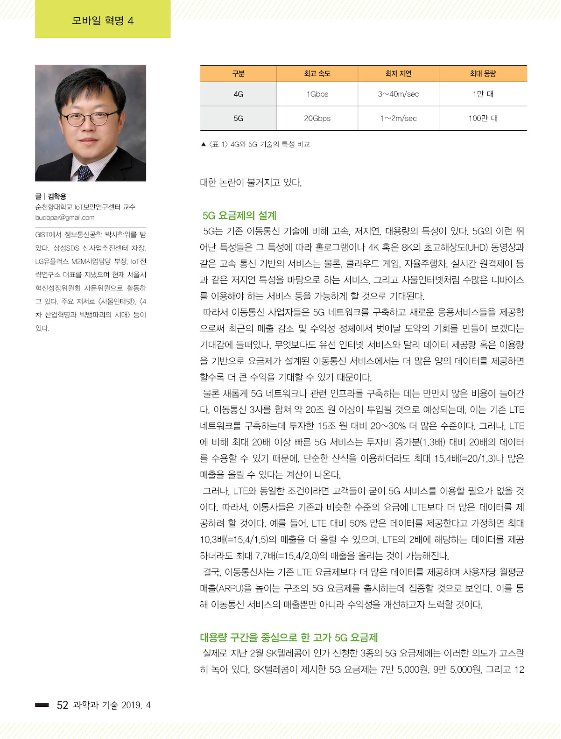 모바일 혁명 4
글 | 김학용
순천향대학교 IoT보안연구센터 교수
budopar@gmail.com
GIST에서 정보통신공학 박사학위를 받
았다. 삼성SDS 신사업추진센터 차장,
LG유플러스 M2M사업담당 부장, IoT전
략연구소 대표를 지냈으며 현재 서울시
혁신성장위원회 자문위원으로 활동하
고 있다. 주요 저서로 《사물인터넷》, 《4
차 산업혁명과 빅뱅파괴의 시대》 등이
있다.
구분 최고 속도 최저 지연 최대 용량
4G 1Gbps 3~40m/sec 1만 대
5G 20Gbps 1~2m/sec 100만 대
▲ <표 1> 4G와 5G 기술의 특성 비교
대한 논란이 불거지고 있다.
5G 요금제의 설계
5G는 기존 이동통신 기술에 비해 고속, 저지연, 대용량의 특성이 있다. 5G의 이런 뛰
어난 특성들은 그 특성에 따라 홀로그램이나 4K 혹은 8K의 초고해상도(UHD) 동영상과
같은 고속 통신 기반의 서비스는 물론, 클라우드 게임, 자율주행차, 실시간 원격제어 등
과 같은 저지연 특성을 바탕으로 하는 서비스, 그리고 사물인터넷처럼 수많은 디바이스
를 이용해야 하는 서비스 등을 가능하게 할 것으로 기대된다.
따라서 이동통신 사업자들은 5G 네트워크를 구축하고 새로운 응용서비스들을 제공함
으로써 최근의 매출 감소 및 수익성 정체에서 벗어날 도약의 기회를 만들어 보겠다는
기대감에 들떠있다. 무엇보다도 유선 인터넷 서비스와 달리 데이터 제공량 혹은 이용량
을 기반으로 요금제가 설계된 이동통신 서비스에서는 더 많은 양의 데이터를 제공하면
할수록 더 큰 수익을 기대할 수 있기 때문이다.
물론 새롭게 5G 네트워크나 관련 인프라를 구축하는 데는 만만치 않은 비용이 들어간
다. 이동통신 3사를 합쳐 약 20조 원 이상이 투입될 것으로 예상되는데, 이는 기존 LTE
네트워크를 구축하는데 투자한 15조 원 대비 20~30% 더 많은 수준이다. 그러나, LTE
에 비해 최대 20배 이상 빠른 5G 서비스는 투자비 증가분(1.3배) 대비 20배의 데이터
를 수용할 수 있기 때문에, 단순한 산식을 이용하더라도 최대 15.4배(=20/1.3)나 많은
매출을 올릴 수 있다는 계산이 나온다.
그러나, LTE와 동일한 조건이라면 고객들이 굳이 5G 서비스를 이용할 필요가 없을 것
이다. 따라서, 이통사들은 기존과 비슷한 수준의 요금에 LTE보다 더 많은 데이터를 제
공하려 할 것이다. 예를 들어, LTE 대비 50% 많은 데이터를 제공한다고 가정하면 최대
10.3배(=15.4/1.5)의 매출을 더 올릴 수 있으며, LTE의 2배에 해당하는 데이터를 제공
하더라도 최대 7.7배(=15.4/2.0)의 매출을 올리는 것이 가능해진다.
결국, 이동통신사는 기존 LTE 요금제보다 더 많은 데이터를 제공하며 사용자당 월평균
매출(ARPU)을 높이는 구조의 5G 요금제를 출시하는데 집중할 것으로 보인다. 이를 통
해 이동통신 서비스의 매출뿐만 아니라 수익성을 개선하고자 노력할 것이다.
대용량 구간을 중심으로 한 고가 5G 요금제
실제로 지난 2월 SK텔레콤이 인가 신청한 3종의 5G 요금제에는 이러한 의도가 고스란
히 녹아 있다. SK텔레콤이 제시한 5G 요금제는 7만 5,000원, 9만 5,000원, 그리고 12
52 과학과 기술 2019. 4